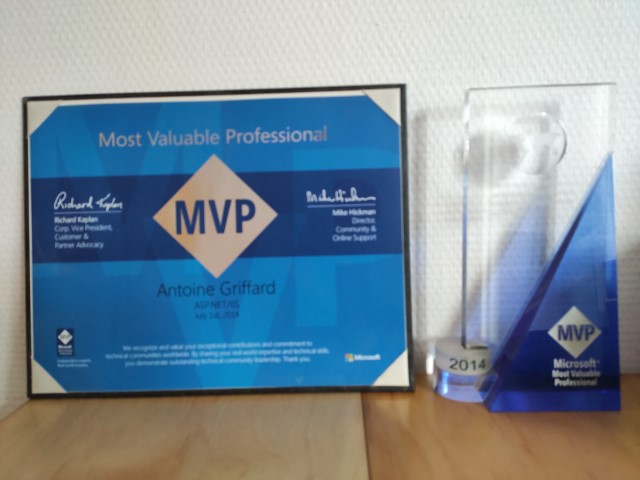 Most Valuable Professional
Richard Kaplan
Richard Kaplan
Corp. Vice President,
Customer &
Partner Advocacy
MVP
Mike Hickman
Mike Hickman
Director,
Community &
Online Support
Antoine Griffard
ASP.NET/IIS
July 1st, 2014
MVP
We recognize and value your exceptional contributions and commitment to
technical communities worldwide. By sharing your real world expertise and technical skills,
you demonstrate outstanding technical community leadership. Thank you.
Microsoft
2014
MVP
Microsoft
Most Valuable
Professional